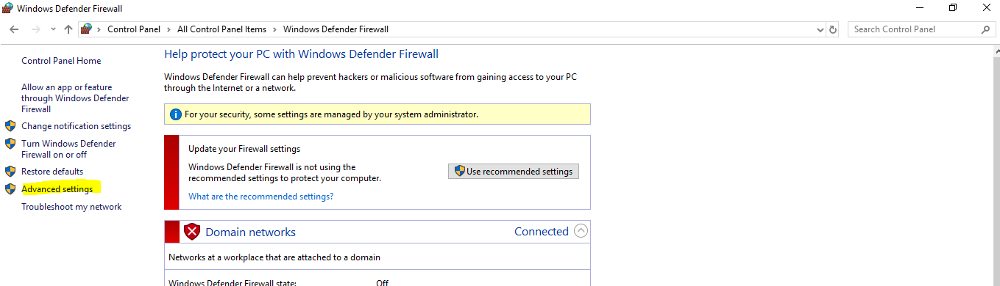 Windows Defender Firewall
Control Panel > All Control Panel Items > Windows Defender Firewall
Search Control Panel
Control Panel Home
Allow an app or feature
through Windows Defender
Firewall
Change notification settings
Turn Windows Defender
Firewall on or off
Restore defaults
Advanced settings
Troubleshoot my network
Help protect your PC with Windows Defender Firewall
Windows Defender Firewall can help prevent hackers or malicious software from gaining access to your PC
through the Internet or a network.
For your security, some settings are managed by your system administrator.
Update your Firewall settings
Windows Defender Firewall is not using the
recommended settings to protect your computer.
Use recommended settings
What are the recommended settings?
Domain networks
Connected
Networks at a workplace that are attached to a domain
Windows Defender Firewall state:
Off